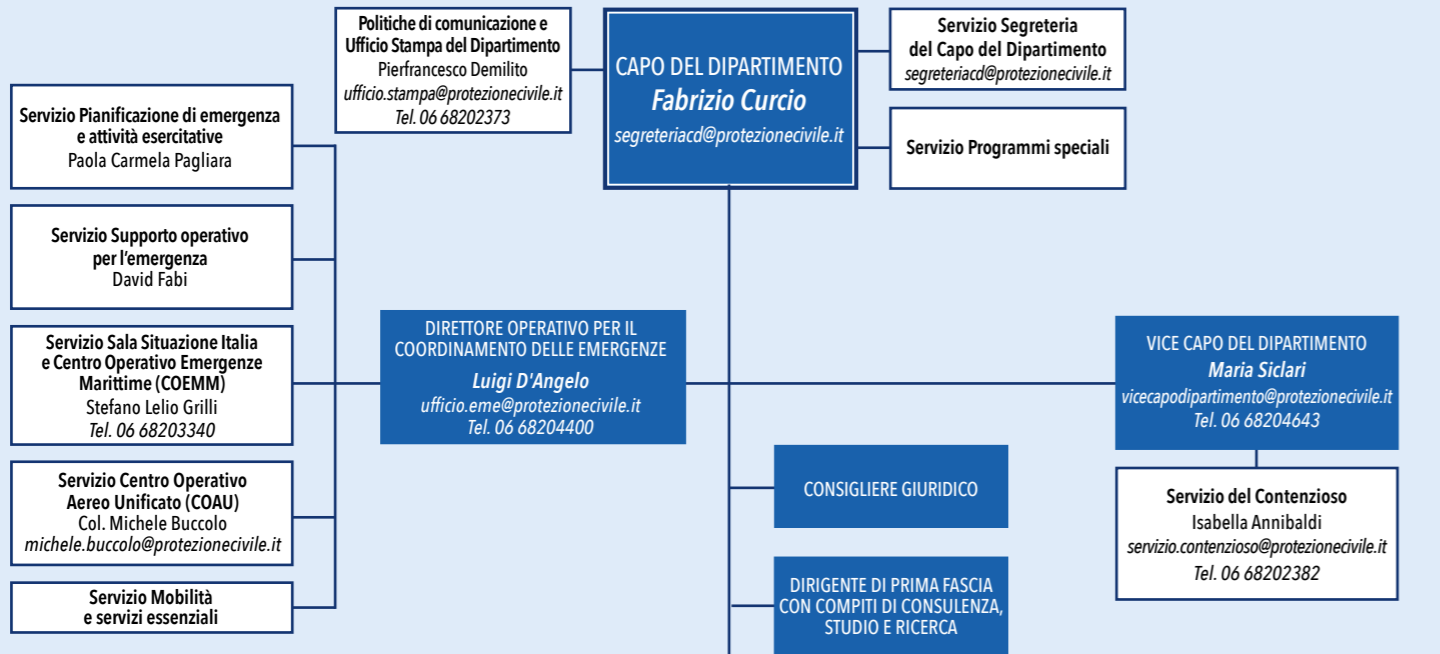 Politiche di comunicazione e
Ufficio Stampa del Dipartimento
Pierfrancesco Demilito
ufficio.stampa@protezionecivile.it
Tel. 06 68202373
CAPO DEL DIPARTIMENTO
Fabrizio Curcio
segreteriacd@protezionecivile.it
Servizio Segreteria
del Capo del Dipartimento
segreteriacd@protezionecivile.it
Servizio Programmi speciali
Servizio Pianificazione di emergenza
e attività esercitative
Paola Carmela Pagliara
Servizio Supporto operativo
per l'emergenza
David Fabi
Servizio Sala Situazione Italia
e Centro Operativo Emergenze
Marittime (COEMM)
Stefano Lelio Grilli
Tel. 06 68203340
Servizio Centro Operativo
Aereo Unificato (COAU)
Col. Michele Buccolo
michele.buccolo@protezionecivile.it
Servizio Mobilità
e servizi essenziali
DIRETTORE OPERATIVO PER IL
COORDINAMENTO DELLE EMERGENZE
Luigi D'Angelo
ufficio.eme@protezionecivile.it
Tel. 06 68204400
VICE CAPO DEL DIPARTIMENTO
Maria Siclari
vicecapodipartimento@protezionecivile.it
Tel. 06 68204643
Servizio del Contenzioso
Isabella Annibaldi
servizio.contenzioso@protezionecivile.it
Tel. 06 68202382
CONSIGLIERE GIURIDICO
DIRIGENTE DI PRIMA FASCIA
CON COMPITI DI CONSULENZA,
STUDIO E RICERCA